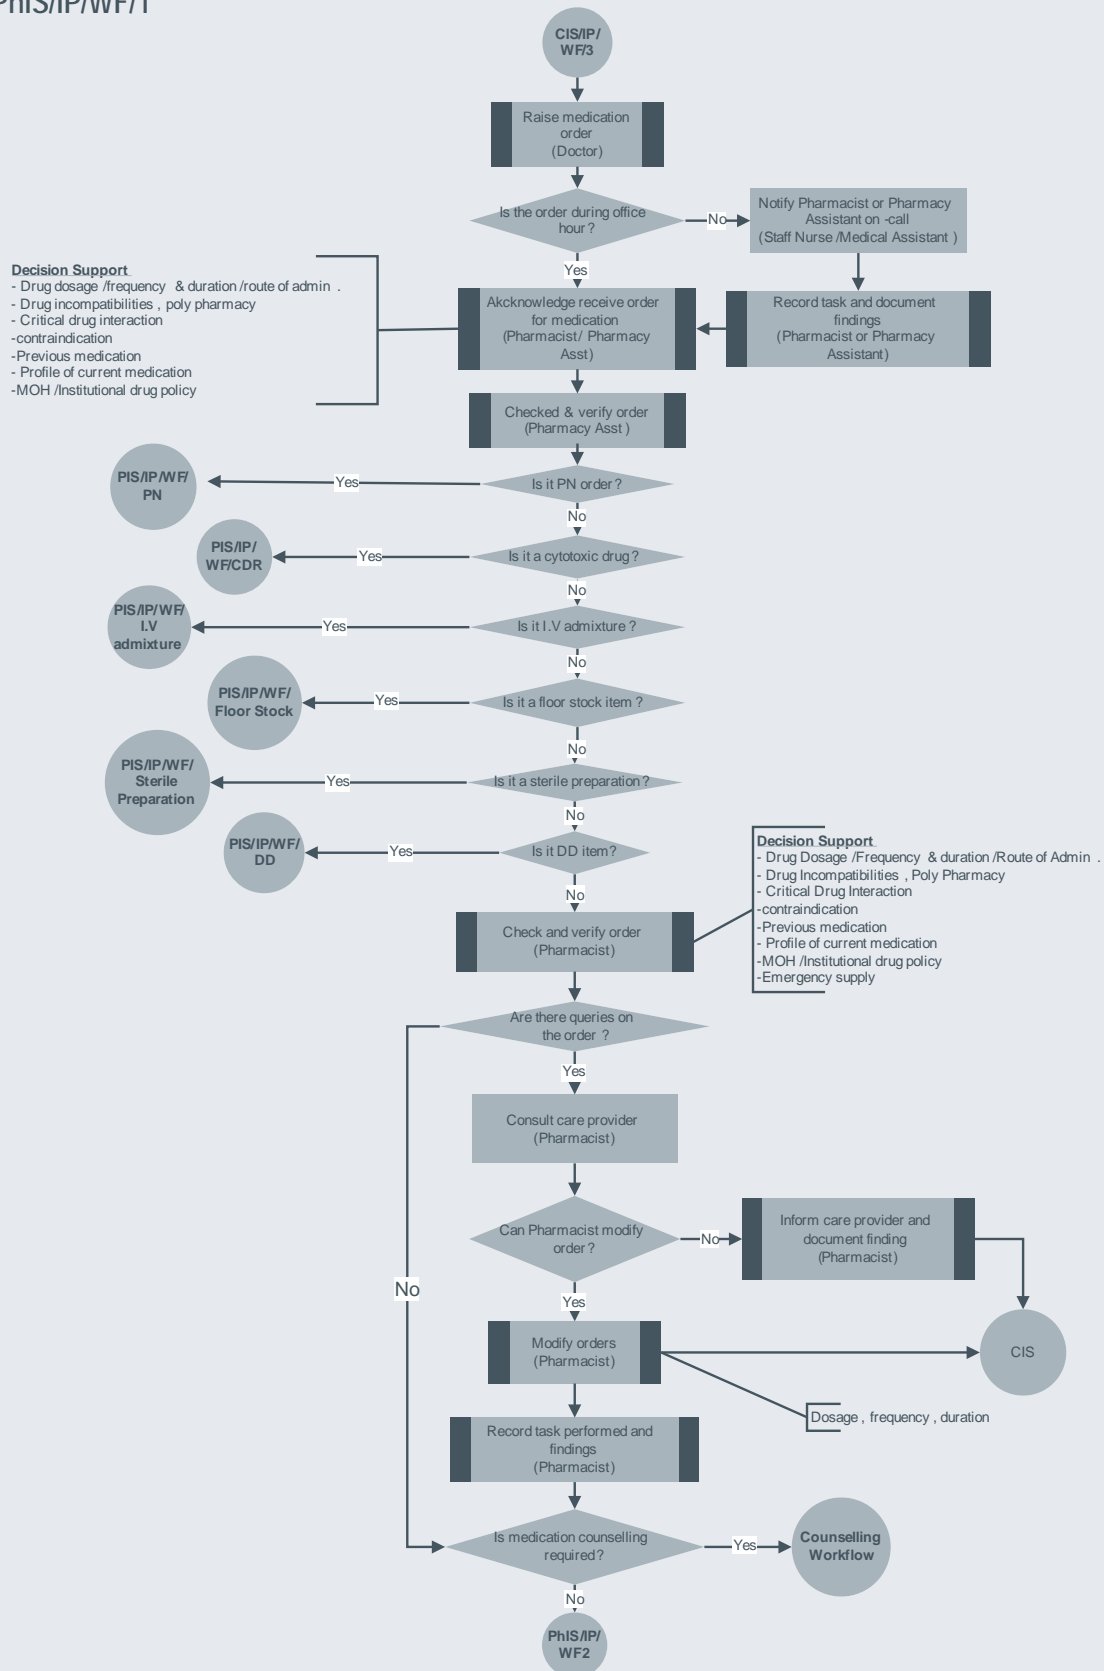 PhIS/IP/WF/1
CIS/IP/
WF/3
Raise medication
order
(Doctor)
Is the order during office
hour?
No
Notify Pharmacist or Pharmacy
Assistant on -call
(Staff Nurse /Medical Assistant )
Yes
Decision Support
- Drug dosage /frequency & duration /route of admin .
- Drug incompatibilities , poly pharmacy
- Critical drug interaction
-contraindication
-Previous medication
- Profile of current medication
-MOH /Institutional drug policy
Akcknowledge receive order
for medication
(Pharmacist/ Pharmacy
Asst)
Record task and document
findings
(Pharmacist or Pharmacy
Assistant)
Checked & verify order
(Pharmacy Asst )
PIS/IP/WF/
PN
Yes
Is it PN order?
No
PIS/IP/
WF/CDR
Yes
Is it a cytotoxic drug?
No
PIS/IP/WF/
I.V
admixture
Yes
Is it I.V admixture ?
No
PIS/IP/WF/
Floor Stock
Yes
Is it a floor stock item ?
No
PIS/IP/WF/
Sterile
Preparation
Yes
Is it a sterile preparation?
No
PIS/IP/WF/
DD
Yes
Is it DD item?
No
Decision Support
- Drug Dosage /Frequency & duration /Route of Admin .
- Drug Incompatibilities , Poly Pharmacy
- Critical Drug Interaction
-contraindication
-Previous medication
- Profile of current medication
-MOH /Institutional drug policy
-Emergency supply
Check and verify order
(Pharmacist)
Are there queries on
the order ?
Yes
Consult care provider
(Pharmacist)
Can Pharmacist modify
order?
No
Inform care provider and
document finding
(Pharmacist)
No
Yes
Modify orders
(Pharmacist)
CIS
Dosage , frequency , duration
Record task performed and
findings
(Pharmacist)
Is medication counselling
required?
Yes
Counselling
Workflow
No
PhIS/IP/
WF2